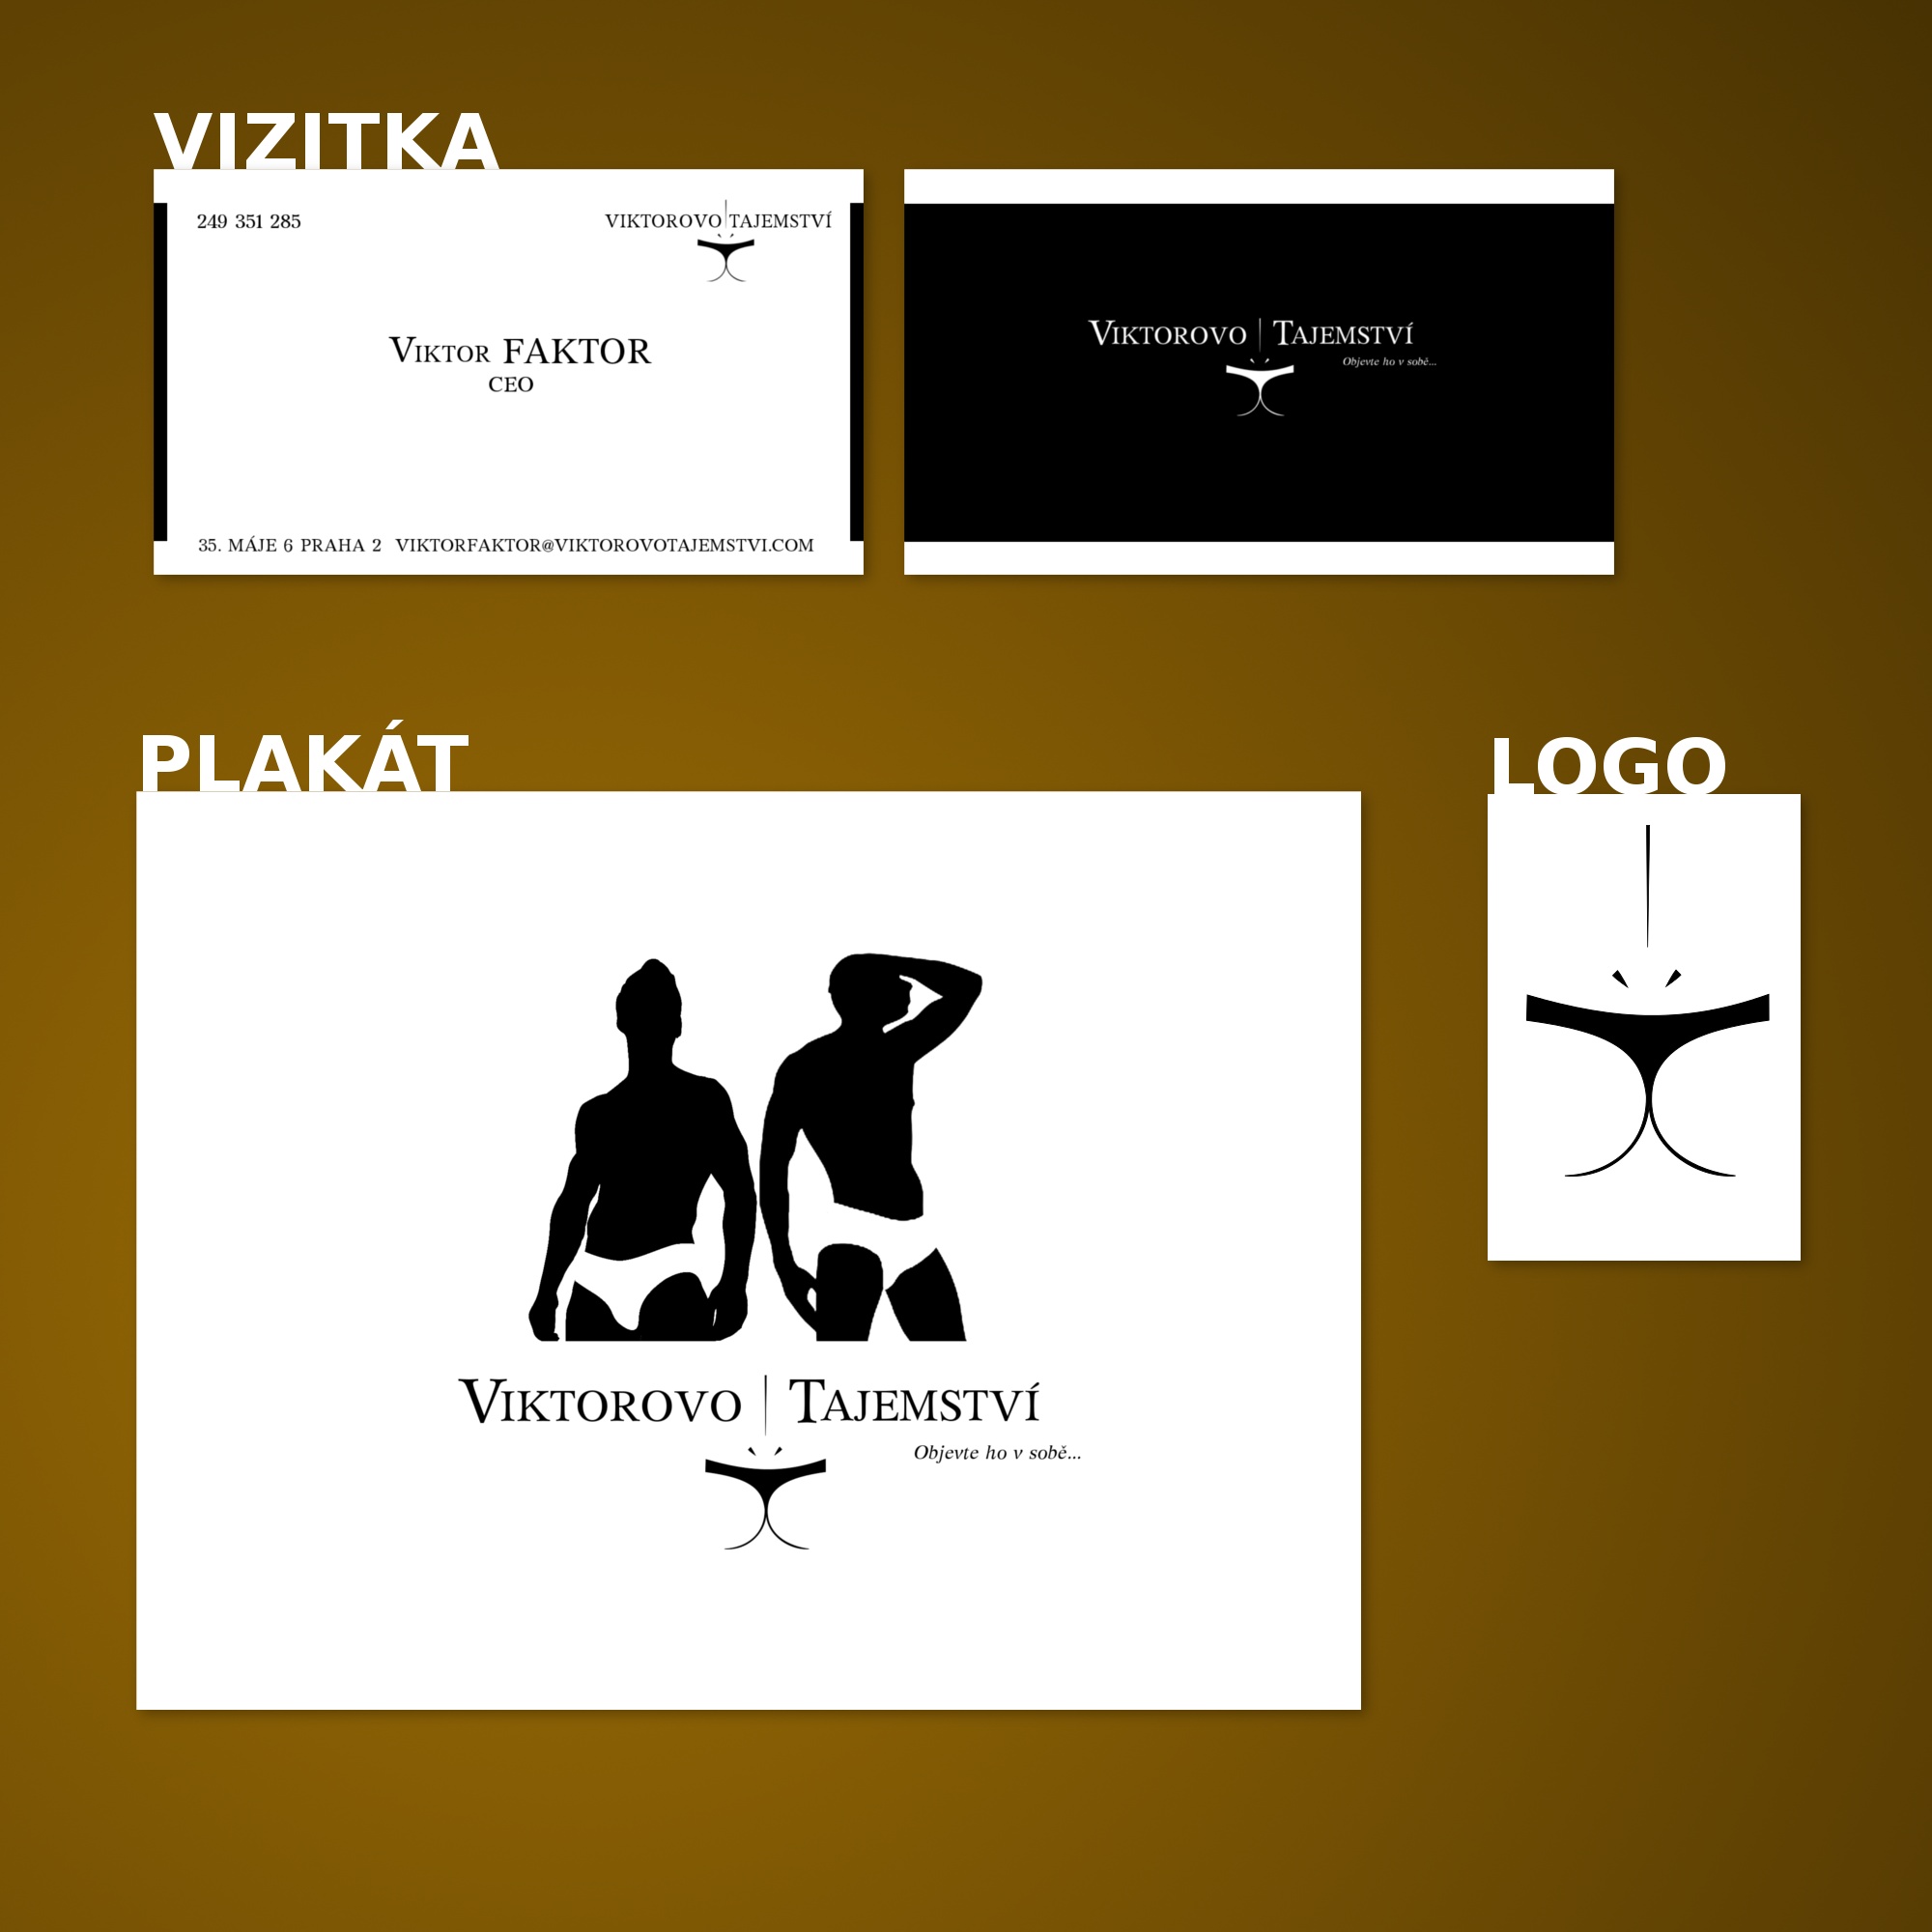 VIZITKA
249 351 285
VIKTOROVO TAJEMSTVÍ
Viktor FAKTOR
CEO
35. MÁJE 6 PRAHA 2 VIKTORFAKTOR@VIKTOROVOTAJEMSTVI.COM
Viktorovo Tajemství
Objevte ho v sobě...
PLAKÁT
Viktorovo Tajemství
Objevte ho v sobě...
LOGO